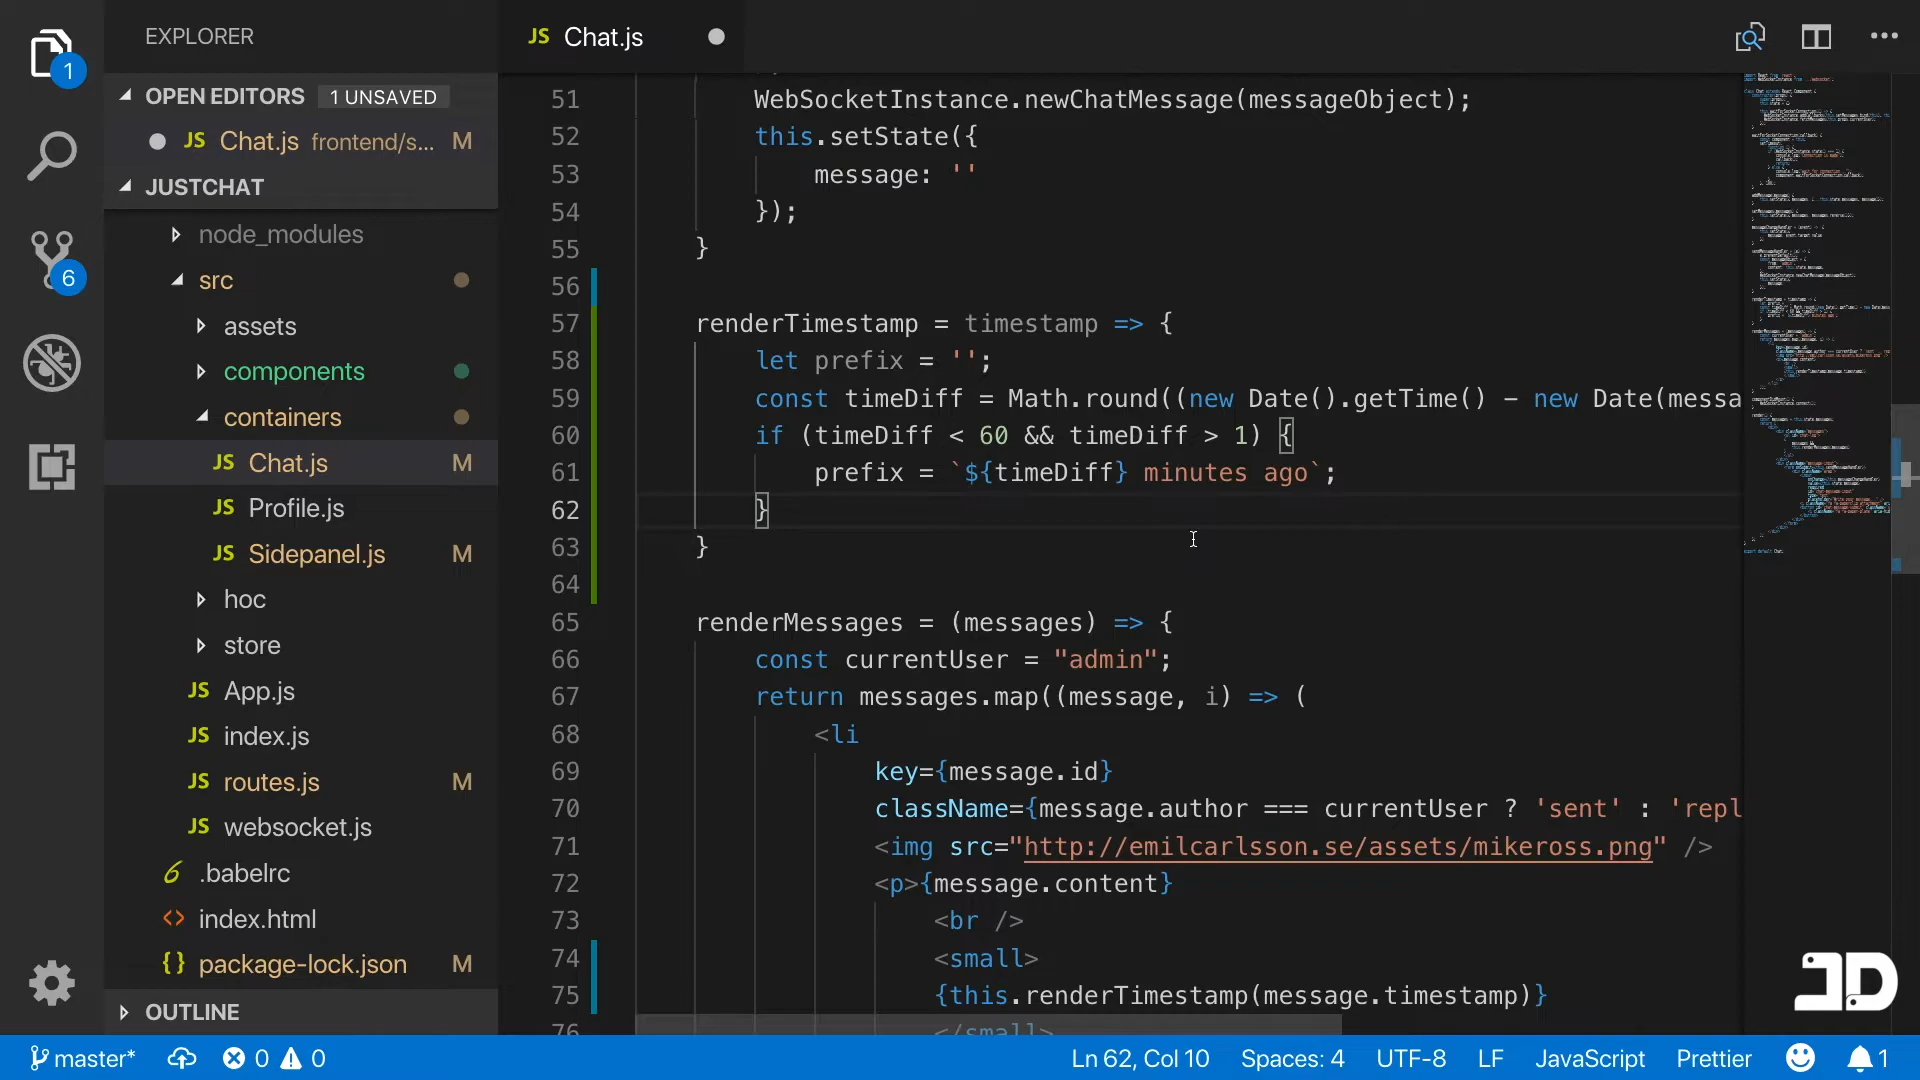 EXPLORER
JS Chat.js
1
OPEN EDITORS 1 UNSAVED
JS Chat.js frontend/s... M
JUSTCHAT
node_modules
src
assets
components
containers
JS Chat.js M
JS Profile.js
JS Sidepanel.js M
hoc
store
JS App.js
JS index.js
JS routes.js M
JS websocket.js
6 .babelrc
<> index.html
{} package-lock.json M
OUTLINE
6
51 WebSocketInstance.newChatMessage(messageObject);
52 this.setState({
53 message: ''
54 });
55 }
56
57 renderTimestamp = timestamp => {
58 let prefix = '';
59 const timeDiff = Math.round((new Date().getTime() - new Date(messa
60 if (timeDiff < 60 && timeDiff > 1) {
61 prefix = `${timeDiff} minutes ago`;
62 }
63 }
64
65 renderMessages = (messages) => {
66 const currentUser = "admin";
67 return messages.map((message, i) => (
68 <li
69 key={message.id}
70 className={message.author === currentUser ? 'sent' : 'repl
71 <img src="http://emilcarlsson.se/assets/mikeross.png" />
72 <p>{message.content}
73 <br />
74 <small>
75 {this.renderTimestamp(message.timestamp)}
76 </small>
JD
master* 0 0 Ln 62, Col 10 Spaces: 4 UTF-8 LF JavaScript Prettier 1